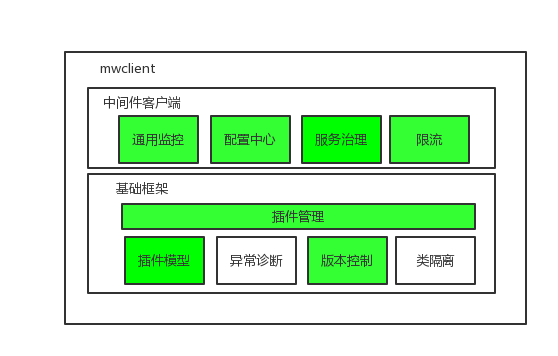 mwclient
中间件客户端
通用监控 配置中心 服务治理 限流
基础框架
插件管理
插件模型 异常诊断 版本控制 类隔离